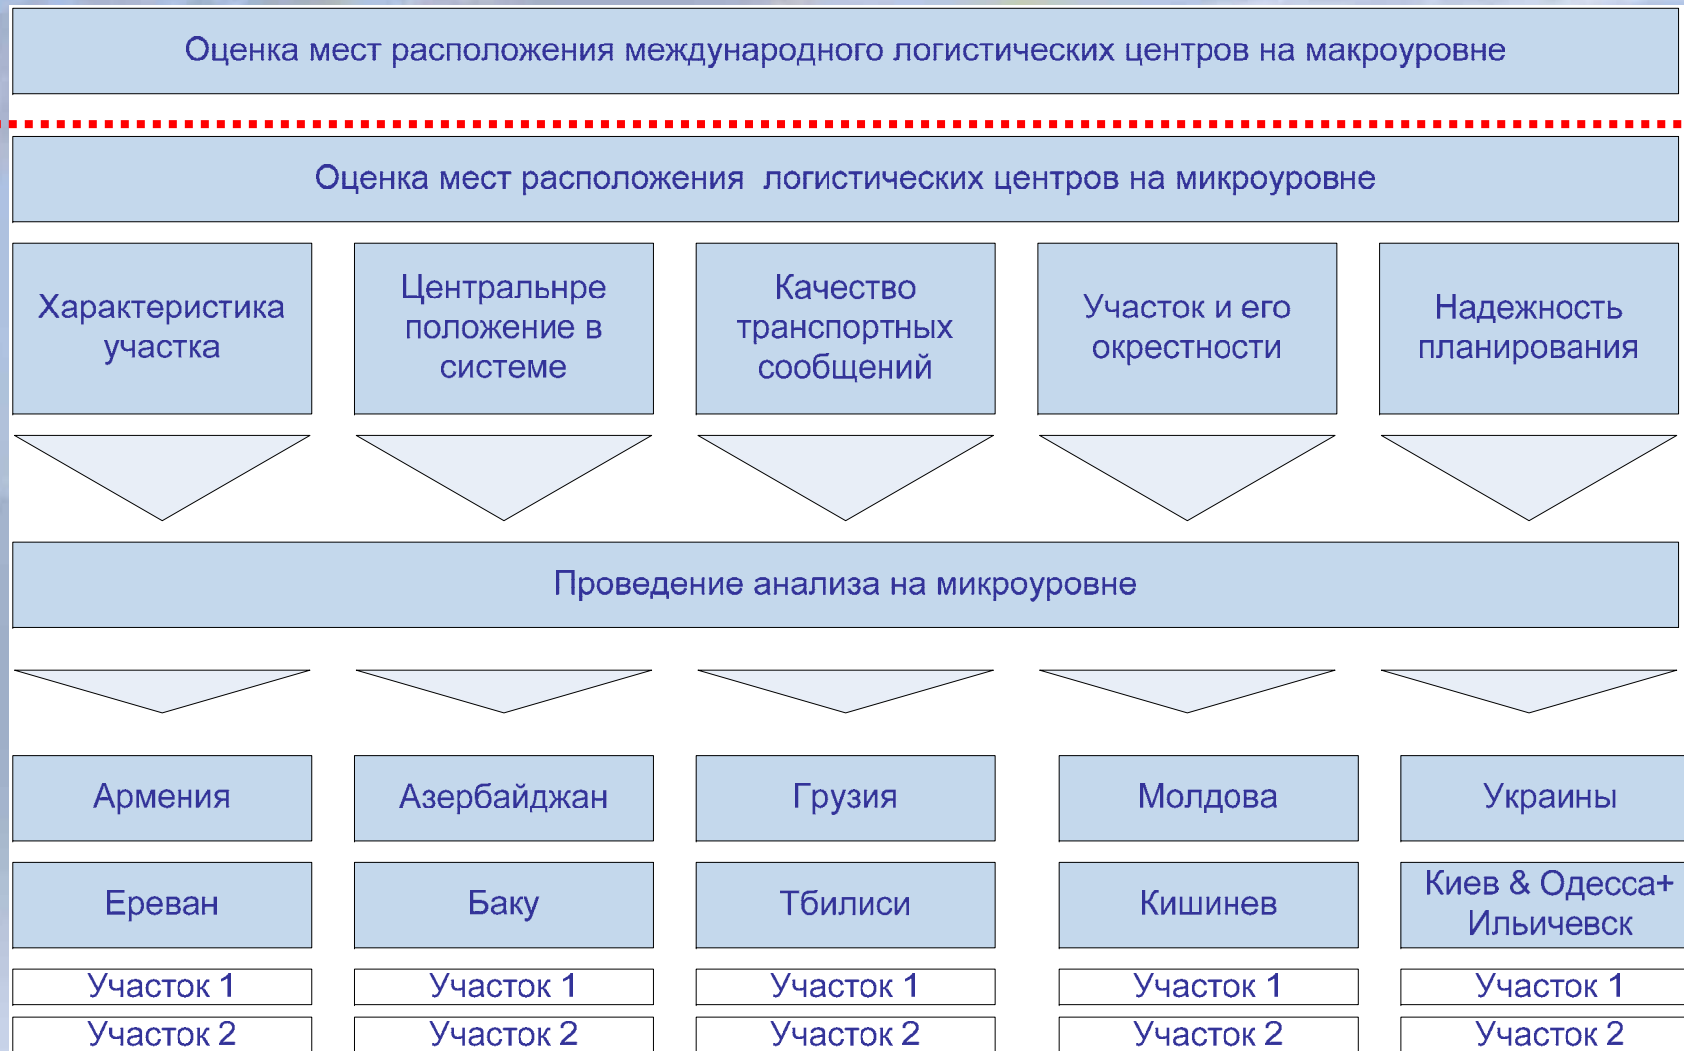 Оценка мест расположения международного логистических центров на макроуровне
Оценка мест расположения логистических центров на микроуровне
Характеристика
участка
Центральнре
положение в
системе
Качество
транспортных
сообщений
Участок и его
окрестности
Надежность
планирования
Проведение анализа на микроуровне
Армения
Азербайджан
Грузия
Молдова
Украины
Ереван
Баку
Тбилиси
Кишинев
Киев & Одесса+
Ильичевск
Участок 1
Участок 1
Участок 1
Участок 1
Участок 1
Участок 2
Участок 2
Участок 2
Участок 2
Участок 2